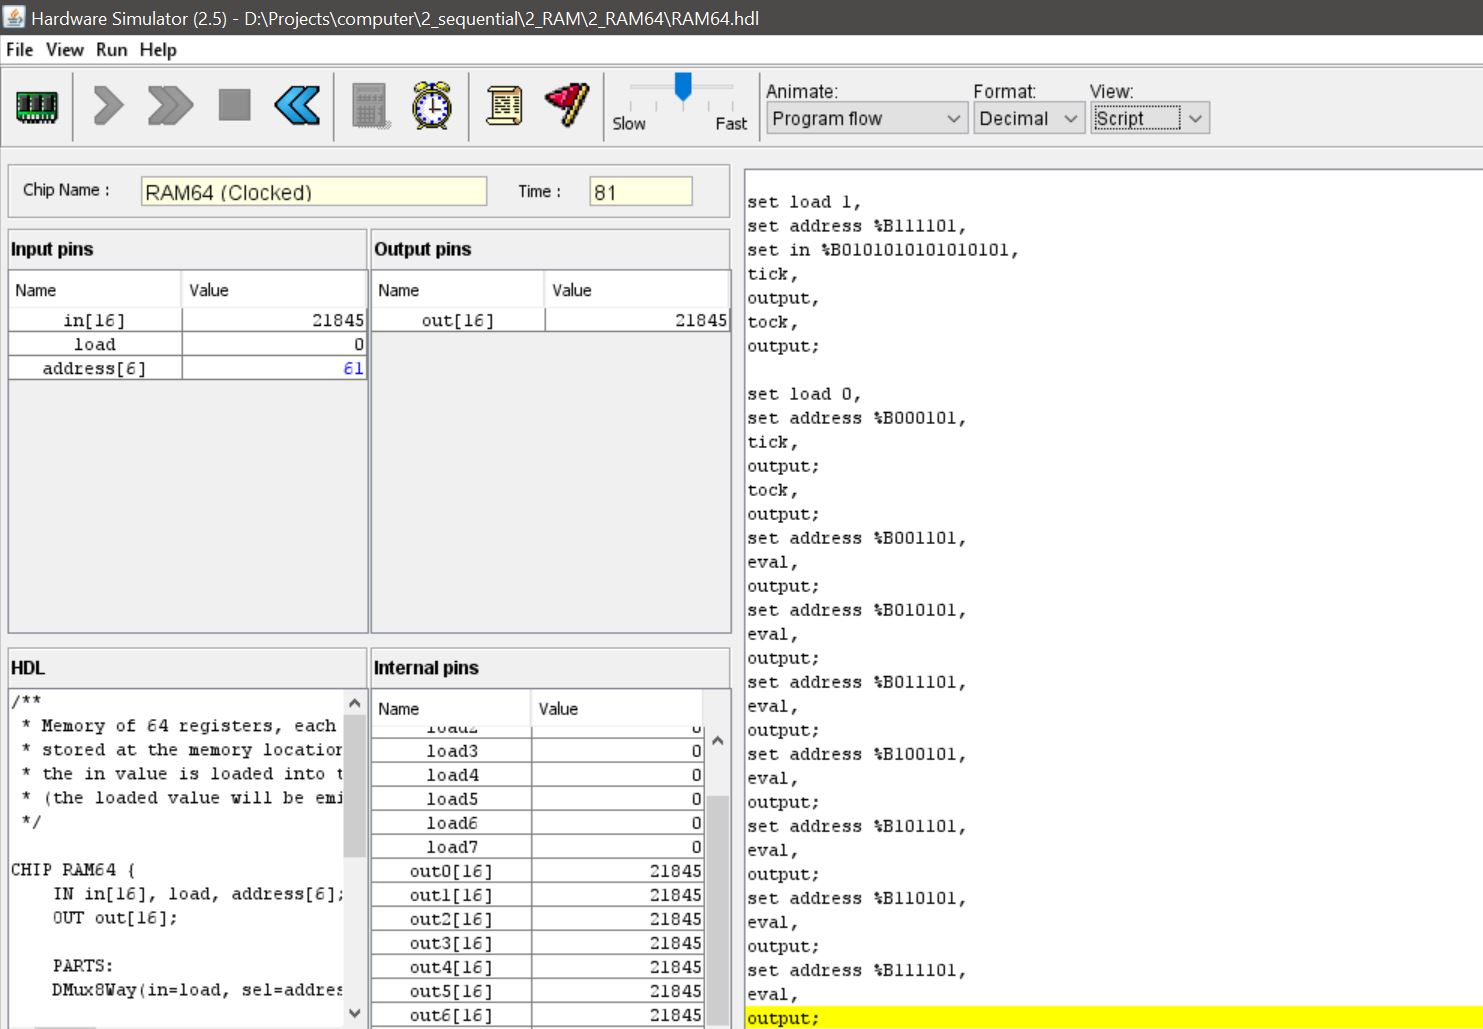 Hardware Simulator (2.5) - D:\Projects\computer\2_sequential\2_RAM\2_RAM64\RAM64.hdl
File View Run Help
Slow Fast
Animate:
Program flow
Format:
Decimal
View:
Script
Chip Name : RAM64 (Clocked) Time : 81
Input pins
Name Value
in[16] 21845
load 0
address[6] 61
Output pins
Name Value
out[16] 21845
HDL
/**
* Memory of 64 registers, each
* stored at the memory location
* the in value is loaded into t
* (the loaded value will be emi
*/
CHIP RAM64 {
IN in[16], load, address[6];
OUT out[16];
PARTS:
DMux8Way(in=load, sel=addres
Internal pins
Name Value
load2 0
load3 0
load4 0
load5 0
load6 0
load7 0
out0[16] 21845
out1[16] 21845
out2[16] 21845
out3[16] 21845
out4[16] 21845
out5[16] 21845
out6[16] 21845
set load 1,
set address %B111101,
set in %B0101010101010101,
tick,
output,
tock,
output;
set load 0,
set address %B000101,
tick,
output;
tock,
output;
set address %B001101,
eval,
output;
set address %B010101,
eval,
output;
set address %B011101,
eval,
output;
set address %B100101,
eval,
output;
set address %B101101,
eval,
output;
set address %B110101,
eval,
output;
set address %B111101,
eval,
output;